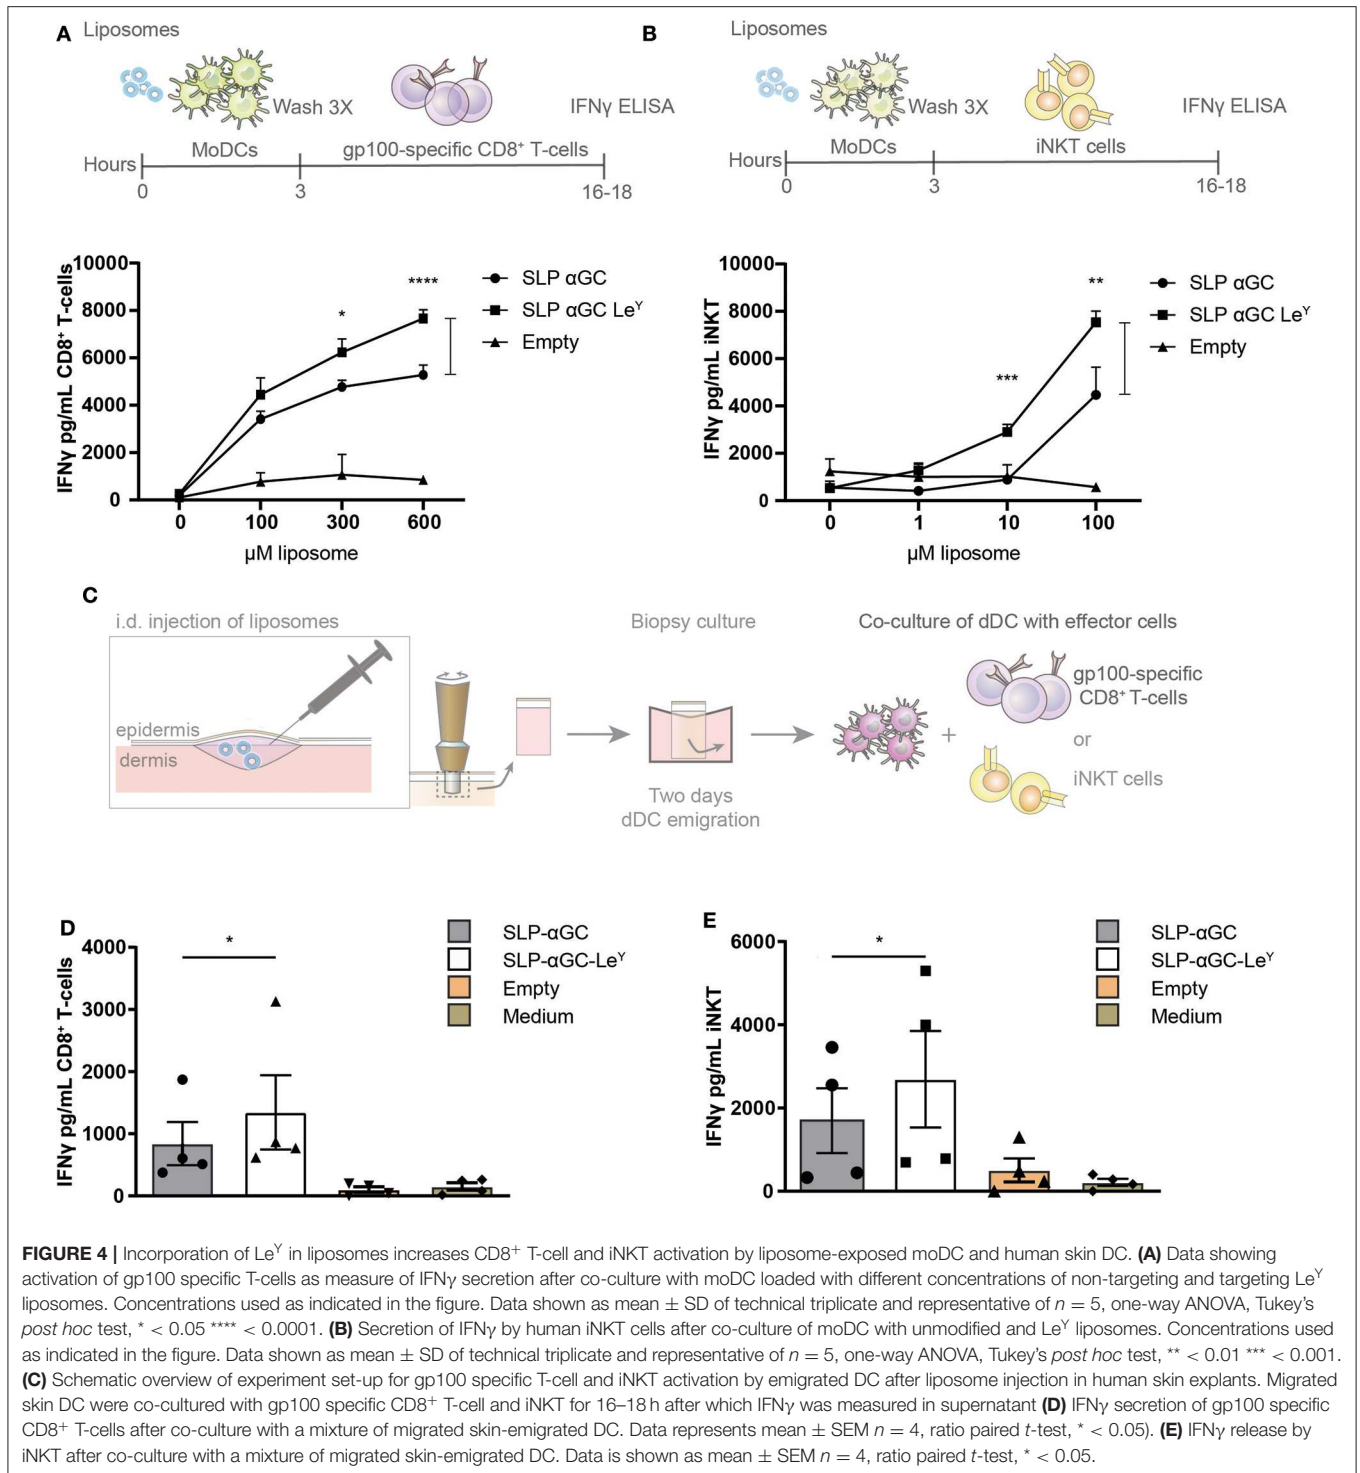 A
Liposomes
Wash 3X
IFNγ ELISA
MoDCs
gp100-specific CD8⁺ T-cells
Hours
0
3
16-18
IFNγ pg/mL CD8⁺ T-cells
10000
8000
6000
4000
2000
0
0
100
300
600
µM liposome
*
****
SLP αGC
SLP αGC Leʸ
Empty
B
Liposomes
Wash 3X
IFNγ ELISA
MoDCs
iNKT cells
Hours
0
3
16-18
IFNγ pg/mL iNKT
10000
8000
6000
4000
2000
0
0
1
10
100
µM liposome
***
**
SLP αGC
SLP αGC Leʸ
Empty
C
i.d. injection of liposomes
epidermis
dermis
Biopsy culture
Two days
dDC emigration
Co-culture of dDC with effector cells
+
gp100-specific
CD8⁺ T-cells
or
iNKT cells
D
IFNγ pg/mL CD8⁺ T-cells
4000
3000
2000
1000
0
*
SLP-αGC
SLP-αGC-Leʸ
Empty
Medium
E
IFNγ pg/mL iNKT
6000
4000
2000
0
*
SLP-αGC
SLP-αGC-Leʸ
Empty
Medium
FIGURE 4 | Incorporation of Leʸ in liposomes increases CD8⁺ T-cell and iNKT activation by liposome-exposed moDC and human skin DC. (A) Data showing
activation of gp100 specific T-cells as measure of IFNγ secretion after co-culture with moDC loaded with different concentrations of non-targeting and targeting Leʸ
liposomes. Concentrations used as indicated in the figure. Data shown as mean ± SD of technical triplicate and representative of n = 5, one-way ANOVA, Tukey's
post hoc test, * < 0.05 **** < 0.0001. (B) Secretion of IFNγ by human iNKT cells after co-culture of moDC with unmodified and Leʸ liposomes. Concentrations used
as indicated in the figure. Data shown as mean ± SD of technical triplicate and representative of n = 5, one-way ANOVA, Tukey's post hoc test, ** < 0.01 *** < 0.001.
(C) Schematic overview of experiment set-up for gp100 specific T-cell and iNKT activation by emigrated DC after liposome injection in human skin explants. Migrated
skin DC were co-cultured with gp100 specific CD8⁺ T-cell and iNKT for 16–18 h after which IFNγ was measured in supernatant (D) IFNγ secretion of gp100 specific
CD8⁺ T-cells after co-culture with a mixture of migrated skin-emigrated DC. Data represents mean ± SEM n = 4, ratio paired t-test, * < 0.05). (E) IFNγ release by
iNKT after co-culture with a mixture of migrated skin-emigrated DC. Data is shown as mean ± SEM n = 4, ratio paired t-test, * < 0.05.